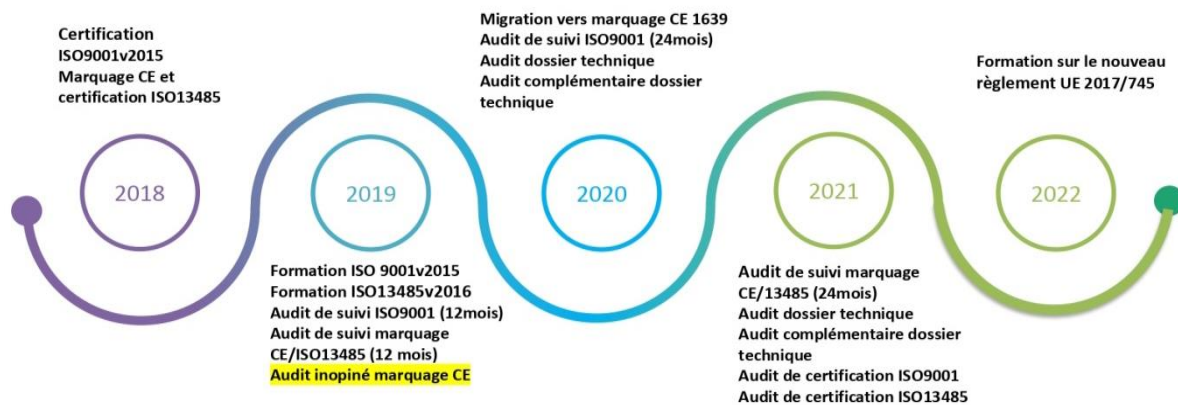 Certification
ISO9001v2015
Marquage CE et
certification ISO13485
2018
2019
Formation ISO 9001v2015
Formation ISO13485v2016
Audit de suivi ISO9001 (12mois)
Audit de suivi marquage
CE/ISO13485 (12 mois)
Audit inopiné marquage CE
Migration vers marquage CE 1639
Audit de suivi ISO9001 (24mois)
Audit dossier technique
Audit complémentaire dossier
technique
2020
2021
Audit de suivi marquage
CE/13485 (24mois)
Audit dossier technique
Audit complémentaire dossier
technique
Audit de certification ISO9001
Audit de certification ISO13485
Formation sur le nouveau
règlement UE 2017/745
2022